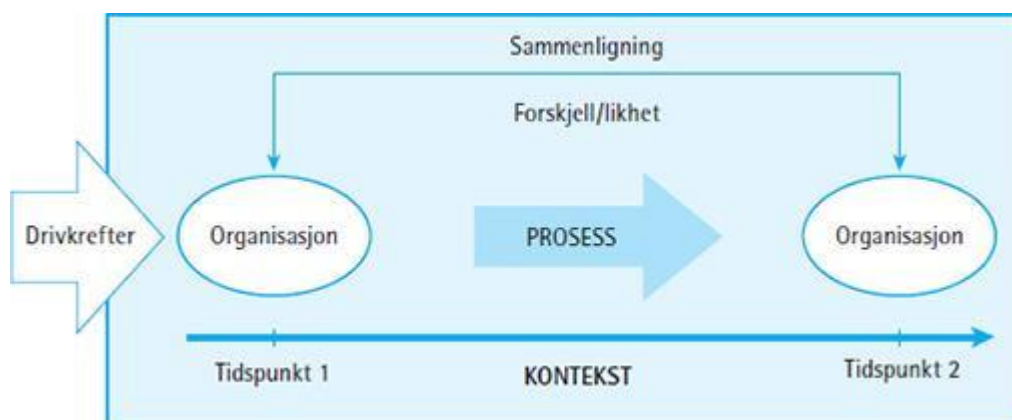 Sammenligning
Forskjell/likhet
Drivkrefter
Organisasjon
PROSESS
Organisasjon
Tidspunkt 1
KONTEKST
Tidspunkt 2